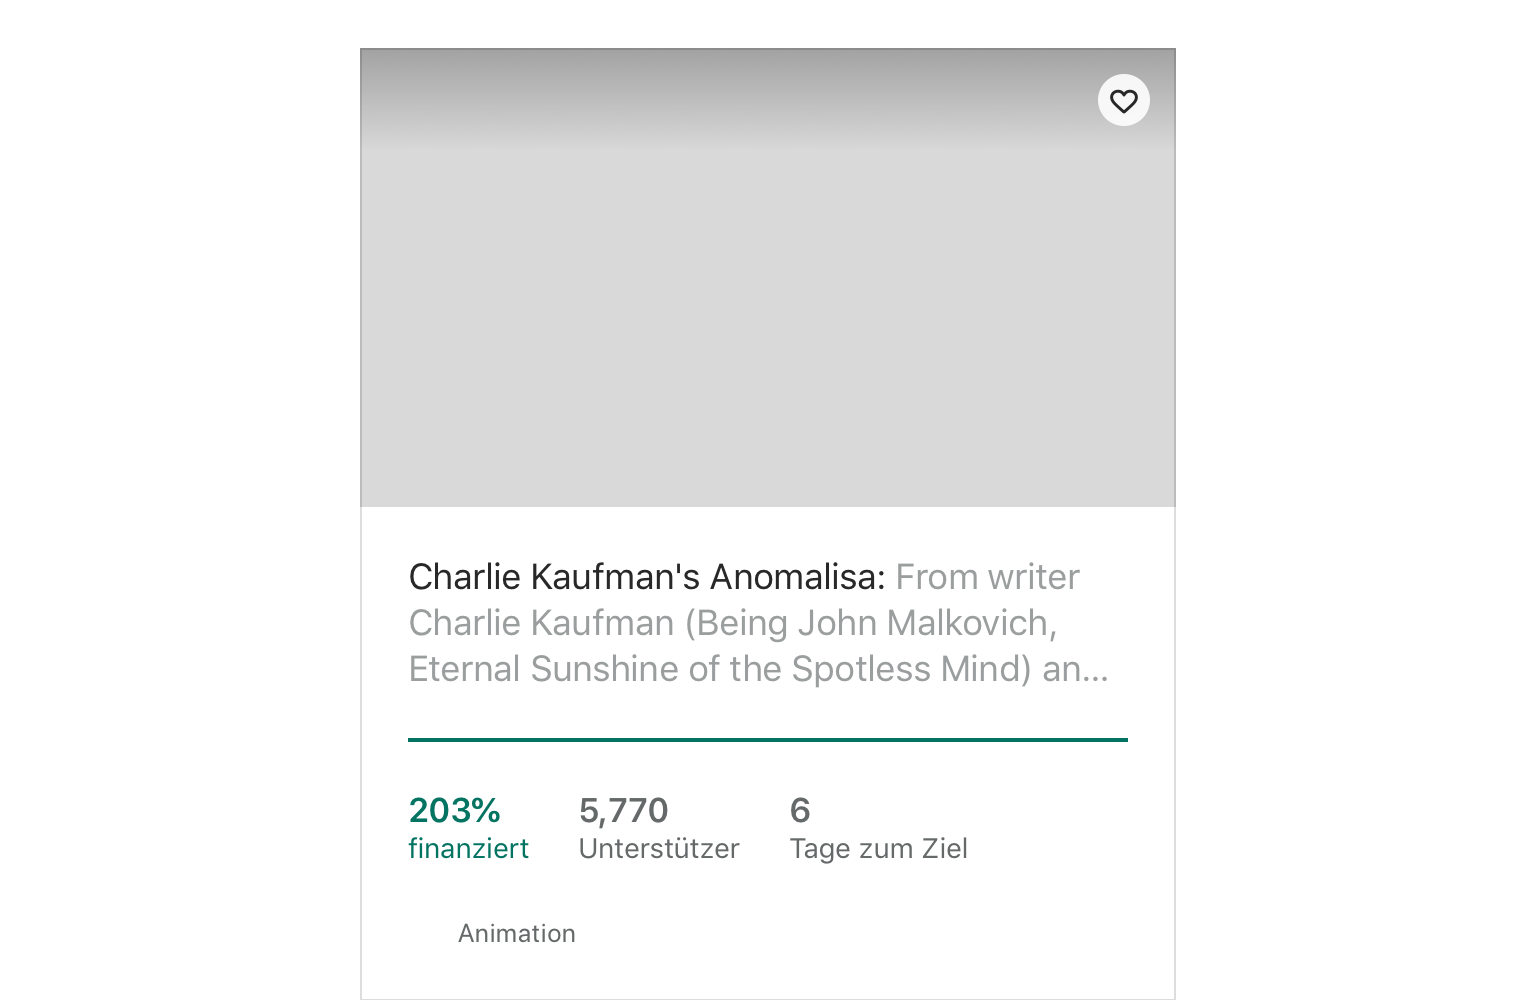 Charlie Kaufman's Anomalisa: From writer
Charlie Kaufman (Being John Malkovich,
Eternal Sunshine of the Spotless Mind) an...
203%
finanziert
5,770
Unterstützer
6
Tage zum Ziel
Animation